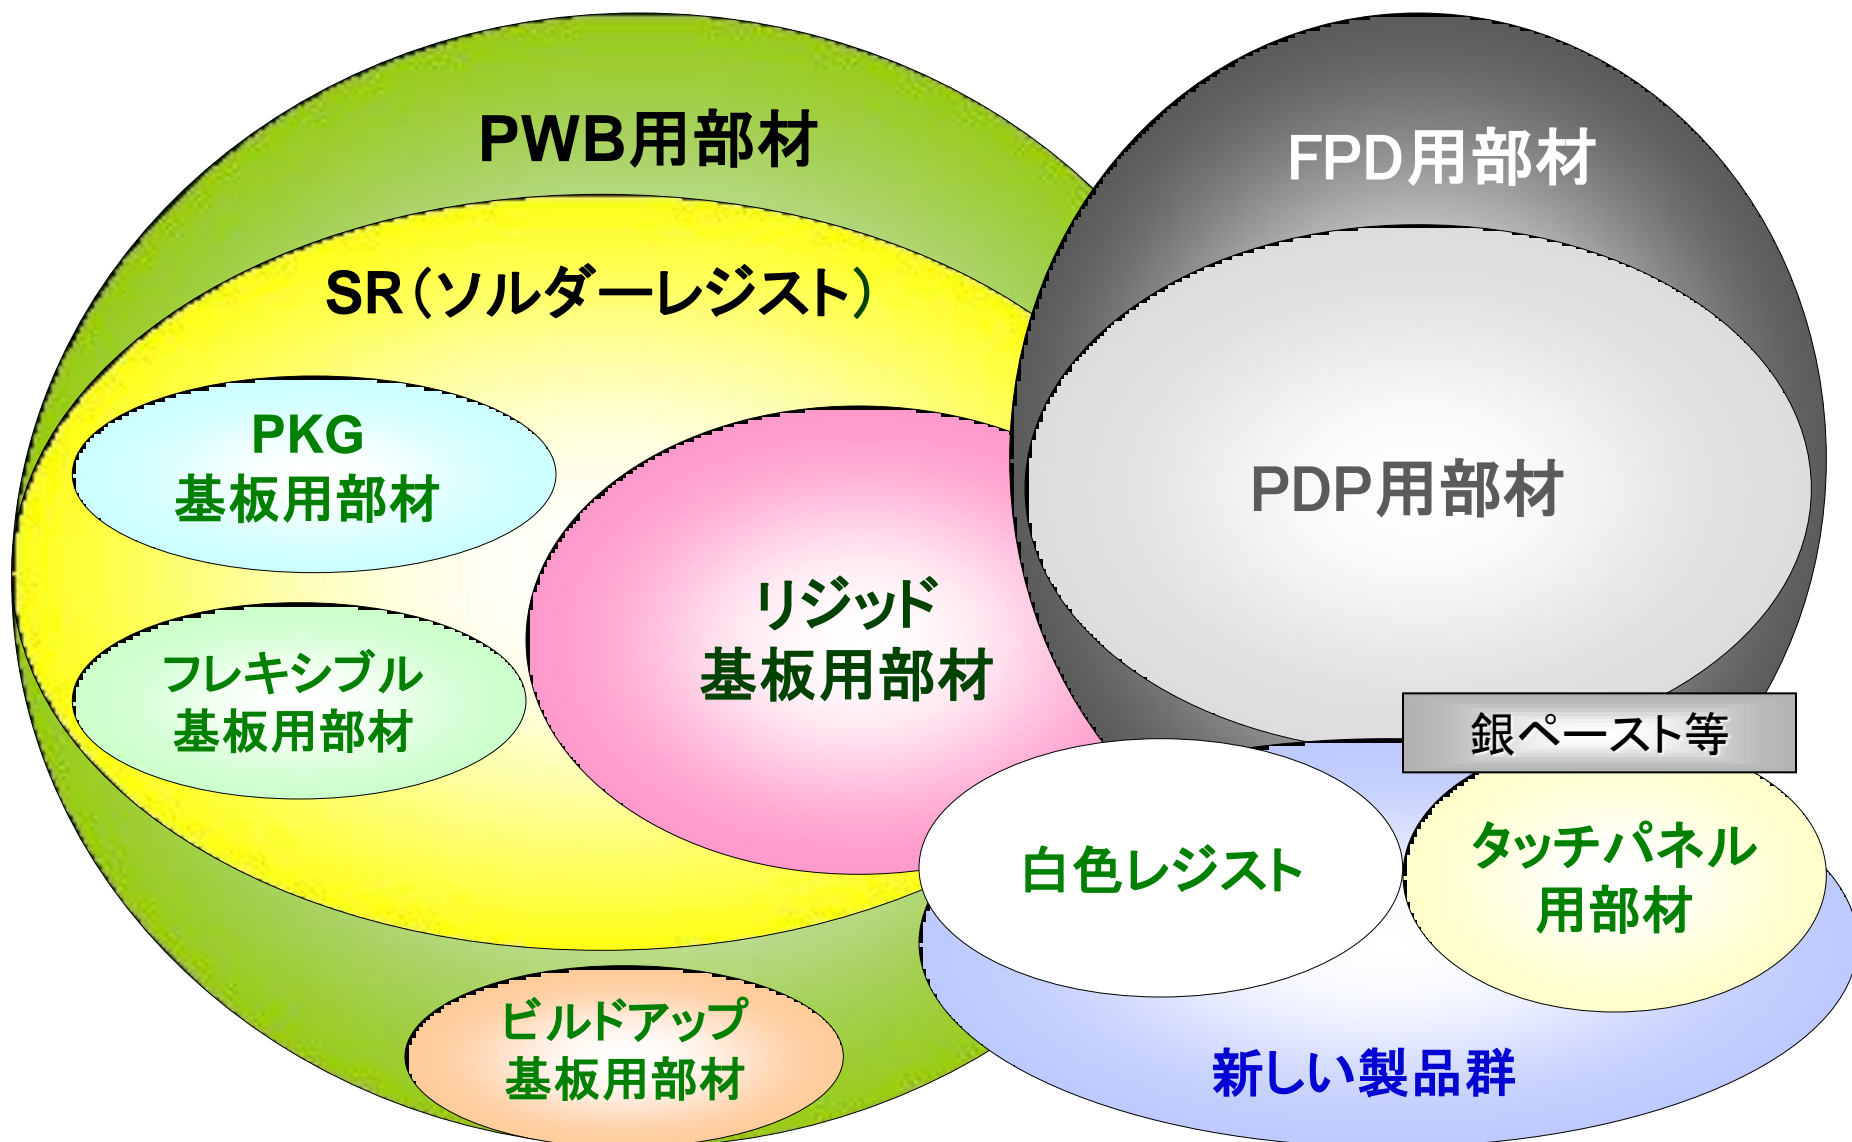 PWB用部材
FPD用部材
SR(ソルダーレジスト)
PKG
基板用部材
PDP用部材
リジッド
基板用部材
フレキシブル
基板用部材
銀ペースト等
白色レジスト
タッチパネル
用部材
ビルドアップ
基板用部材
新しい製品群